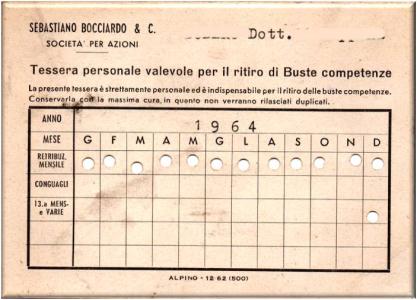 SEBASTIANO BOCCIARDO & C. Dott.
SOCIETA' PER AZIONI
Tessera personale valevole per il ritiro di Buste competenze
La presente tessera è strettamente personale ed è indispensabile per il ritiro delle buste competenze.
Conservarla con la massima cura, in quanto non verranno rilasciati duplicati.
ANNO 1964
MESE G F M A M G L A S O N D
RETRIBUZ. MENSILE
CONGUAGLI
13.a MENS- e VARIE
ALPINO - 12-62 (500)